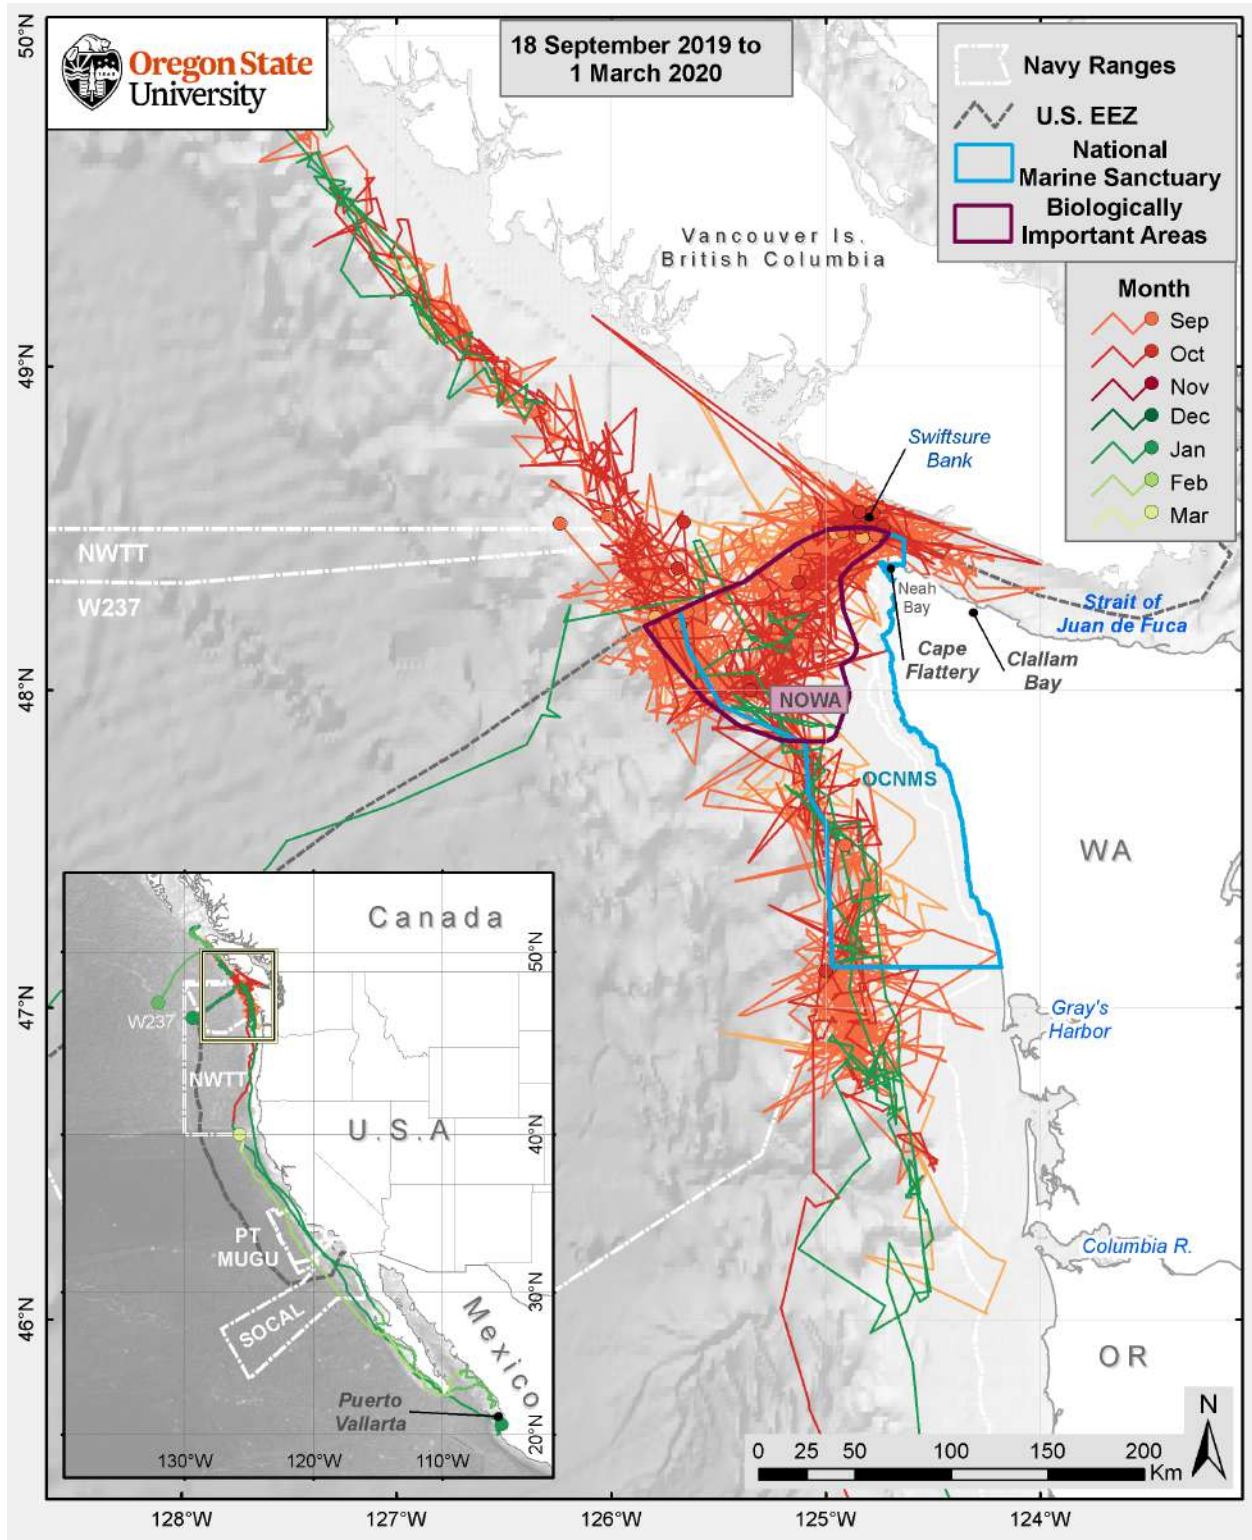 50°N
Oregon State
University
18 September 2019 to
1 March 2020
Navy Ranges
U.S. EEZ
National
Marine Sanctuary
Biologically
Important Areas
Vancouver Is.
British Columbia
Month
Sep
Oct
Nov
Dec
Jan
Feb
Mar
49°N
Swiftsure
Bank
NWTT
W237
Neah
Bay
Strait of
Juan de Fuca
Cape
Flattery
Clallam
Bay
48°N
NOWA
OCNMS
WA
Canada
50°N
47°N
W237
Gray's
Harbor
NWTT
U.S.A
40°N
PT
MUGU
Columbia R.
30°N
46°N
SOCAL
Mexico
OR
Puerto
Vallarta
20°N
N
130°W
120°W
110°W
0 25 50 100 150 200
Km
128°W
127°W
126°W
125°W
124°W